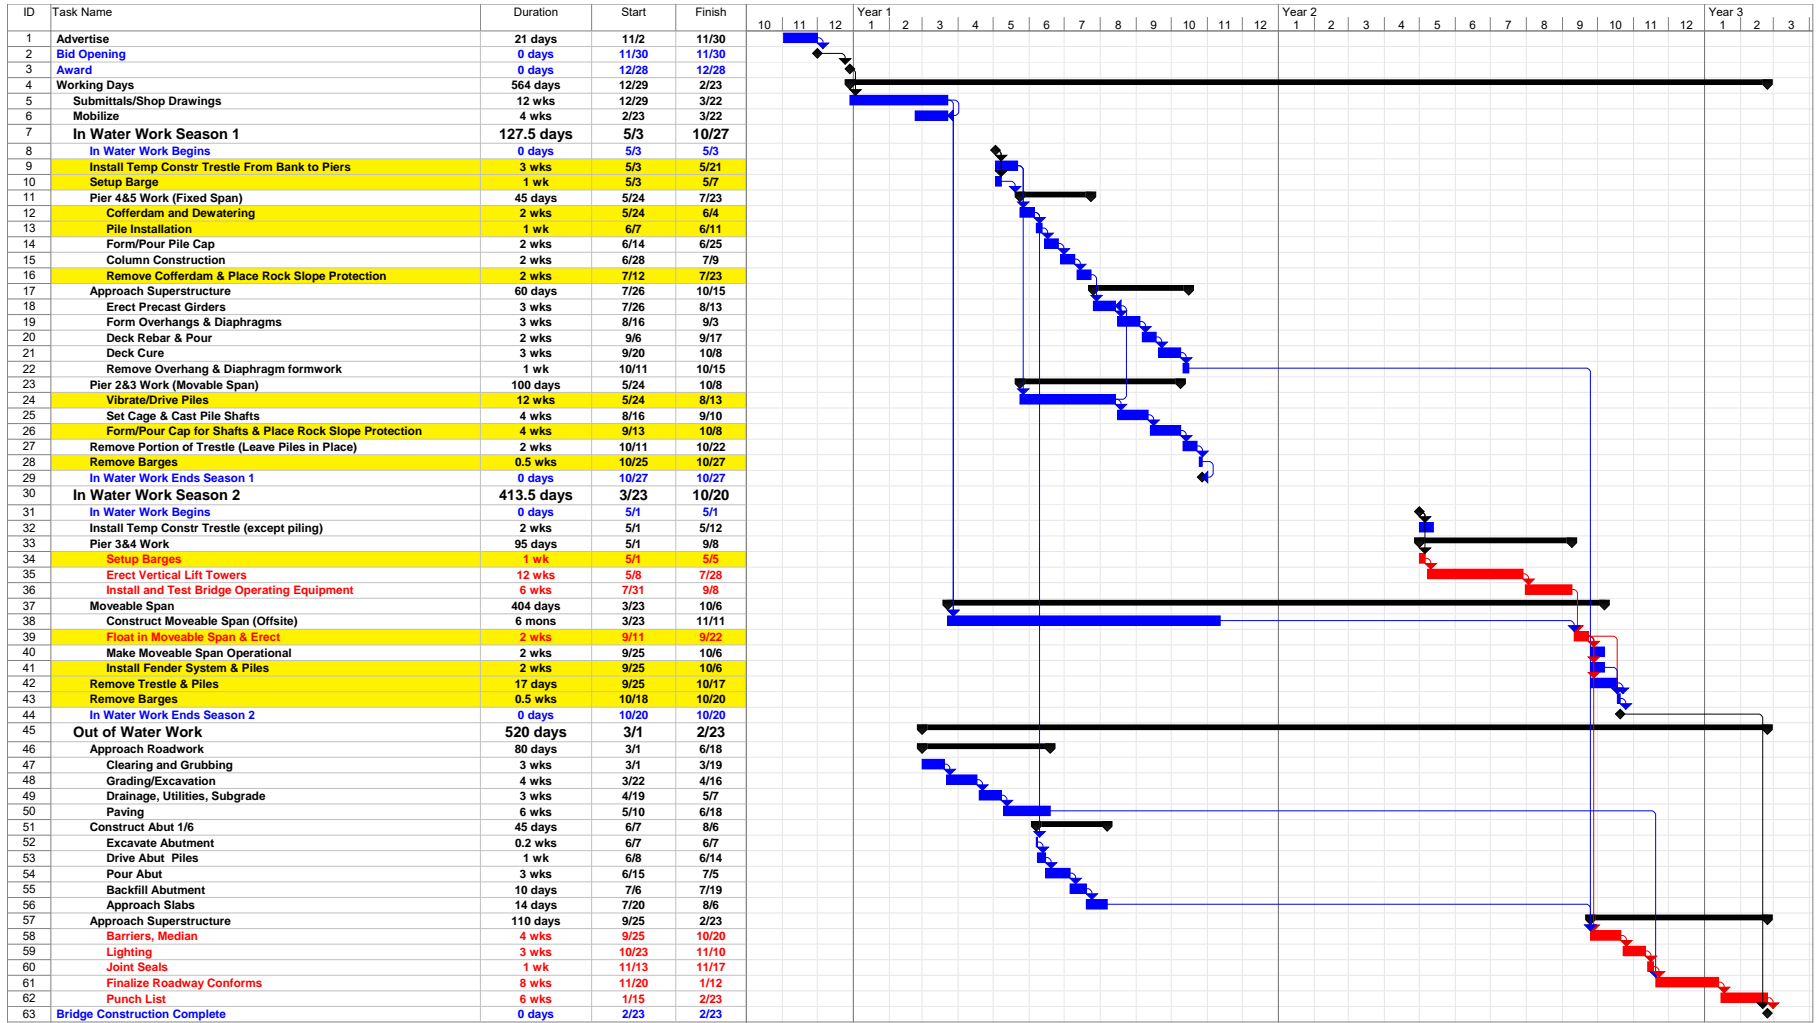 ID Task Name Duration Start Finish Year 1 Year 2 Year 3
10 11 12 1 2 3 4 5 6 7 8 9 10 11 12 1 2 3 4 5 6 7 8 9 10 11 12 1 2 3
1 Advertise 21 days 11/2 11/30
2 Bid Opening 0 days 11/30 11/30
3 Award 0 days 12/28 12/28
4 Working Days 564 days 12/29 2/23
5 Submittals/Shop Drawings 12 wks 12/29 3/22
6 Mobilize 4 wks 2/23 3/22
7 In Water Work Season 1 127.5 days 5/3 10/27
8 In Water Work Begins 0 days 5/3 5/3
9 Install Temp Constr Trestle From Bank to Piers 3 wks 5/3 5/21
10 Setup Barge 1 wk 5/3 5/7
11 Pier 4&5 Work (Fixed Span) 45 days 5/24 7/23
12 Cofferdam and Dewatering 2 wks 5/24 6/4
13 Pile Installation 1 wk 6/7 6/11
14 Form/Pour Pile Cap 2 wks 6/14 6/25
15 Column Construction 2 wks 6/28 7/9
16 Remove Cofferdam & Place Rock Slope Protection 2 wks 7/12 7/23
17 Approach Superstructure 60 days 7/26 10/15
18 Erect Precast Girders 3 wks 7/26 8/13
19 Form Overhangs & Diaphragms 3 wks 8/16 9/3
20 Deck Rebar & Pour 2 wks 9/6 9/17
21 Deck Cure 3 wks 9/20 10/8
22 Remove Overhang & Diaphragm formwork 1 wk 10/11 10/15
23 Pier 2&3 Work (Movable Span) 100 days 5/24 10/8
24 Vibrate/Drive Piles 12 wks 5/24 8/13
25 Set Cage & Cast Pile Shafts 4 wks 8/16 9/10
26 Form/Pour Cap for Shafts & Place Rock Slope Protection 4 wks 9/13 10/8
27 Remove Portion of Trestle (Leave Piles in Place) 2 wks 10/11 10/22
28 Remove Barges 0.5 wks 10/25 10/27
29 In Water Work Ends Season 1 0 days 10/27 10/27
30 In Water Work Season 2 413.5 days 3/23 10/20
31 In Water Work Begins 0 days 5/1 5/1
32 Install Temp Constr Trestle (except piling) 2 wks 5/1 5/12
33 Pier 3&4 Work 95 days 5/1 9/8
34 Setup Barges 1 wk 5/1 5/5
35 Erect Vertical Lift Towers 12 wks 5/8 7/28
36 Install and Test Bridge Operating Equipment 6 wks 7/31 9/8
37 Moveable Span 404 days 3/23 10/6
38 Construct Moveable Span (Offsite) 6 mons 3/23 11/11
39 Float in Moveable Span & Erect 2 wks 9/11 9/22
40 Make Moveable Span Operational 2 wks 9/25 10/6
41 Install Fender System & Piles 2 wks 9/25 10/6
42 Remove Trestle & Piles 17 days 9/25 10/17
43 Remove Barges 0.5 wks 10/18 10/20
44 In Water Work Ends Season 2 0 days 10/20 10/20
45 Out of Water Work 520 days 3/1 2/23
46 Approach Roadwork 80 days 3/1 6/18
47 Clearing and Grubbing 3 wks 3/1 3/19
48 Grading/Excavation 4 wks 3/22 4/16
49 Drainage, Utilities, Subgrade 3 wks 4/19 5/7
50 Paving 6 wks 5/10 6/18
51 Construct Abut 1/6 45 days 6/7 8/6
52 Excavate Abutment 0.2 wks 6/7 6/7
53 Drive Abut Piles 1 wk 6/8 6/14
54 Pour Abut 3 wks 6/15 7/5
55 Backfill Abutment 10 days 7/6 7/19
56 Approach Slabs 14 days 7/20 8/6
57 Approach Superstructure 110 days 9/25 2/23
58 Barriers, Median 4 wks 9/25 10/20
59 Lighting 3 wks 10/23 11/10
60 Joint Seals 1 wk 11/13 11/17
61 Finalize Roadway Conforms 8 wks 11/20 1/12
62 Punch List 6 wks 1/15 2/23
63 Bridge Construction Complete 0 days 2/23 2/23